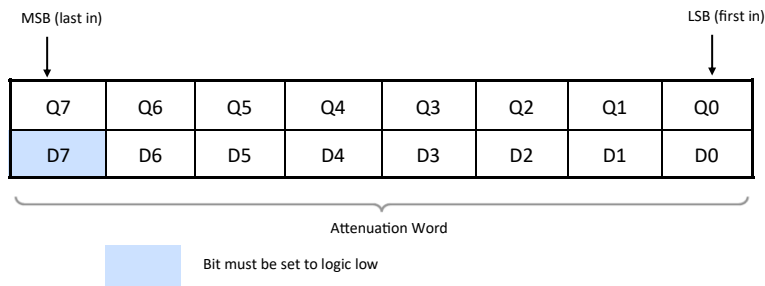 MSB (last in) LSB (first in)
Q7 Q6 Q5 Q4 Q3 Q2 Q1 Q0
D7 D6 D5 D4 D3 D2 D1 D0
Attenuation Word
Bit must be set to logic low